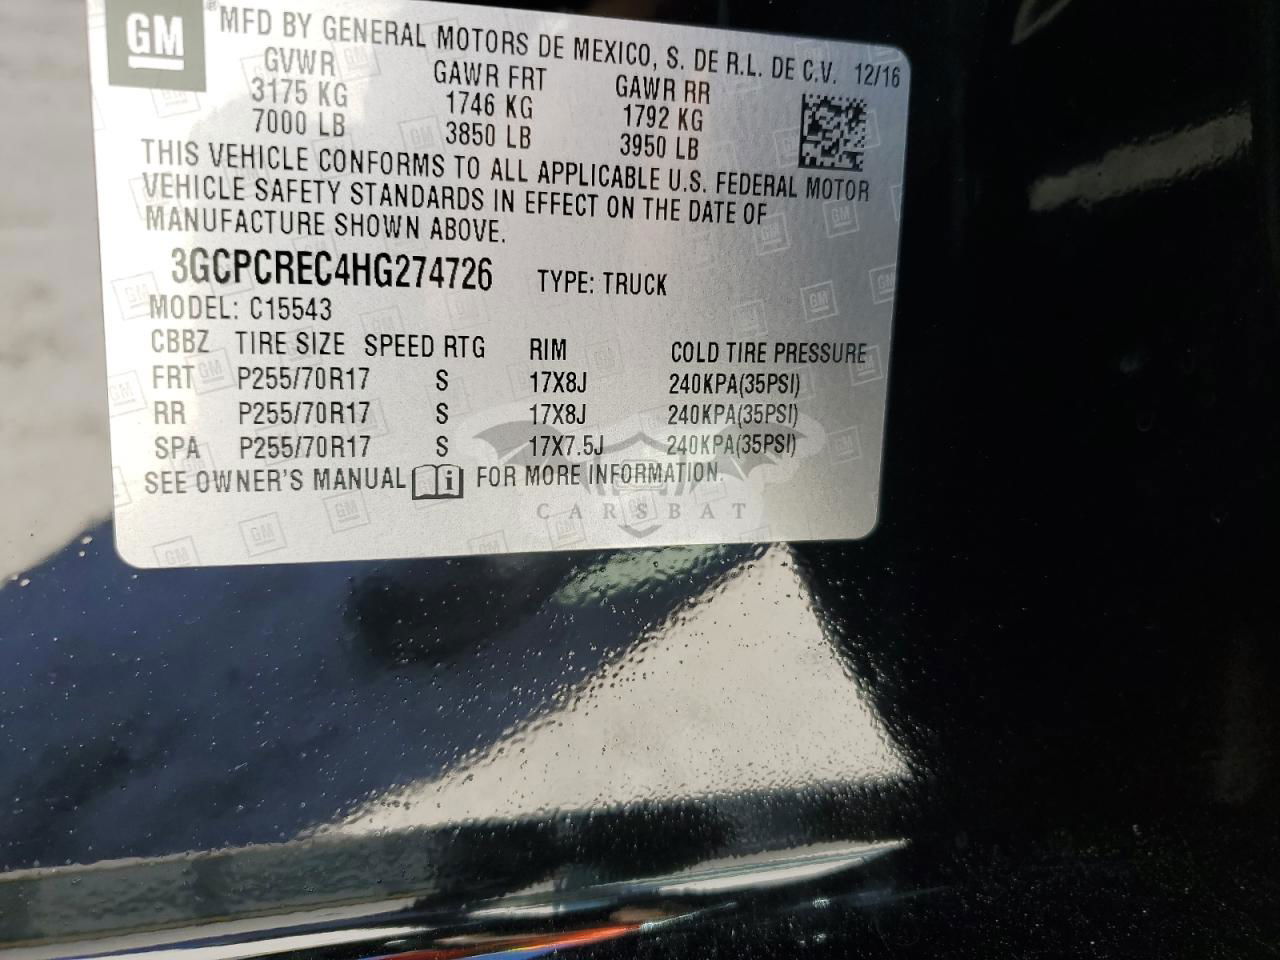 GM
® MFD BY GENERAL MOTORS DE MEXICO, S. DE R.L. DE C.V. 12/16
GVWR GAWR FRT GAWR RR
3175 KG 1746 KG 1792 KG
7000 LB 3850 LB 3950 LB
THIS VEHICLE CONFORMS TO ALL APPLICABLE U.S. FEDERAL MOTOR
VEHICLE SAFETY STANDARDS IN EFFECT ON THE DATE OF
MANUFACTURE SHOWN ABOVE.
3GCPCREC4HG274726 TYPE: TRUCK
MODEL: C15543
CBBZ TIRE SIZE SPEED RTG RIM COLD TIRE PRESSURE
FRT P255/70R17 S 17X8J 240KPA(35PSI)
RR P255/70R17 S 17X8J 240KPA(35PSI)
SPA P255/70R17 S 17X7.5J 240KPA(35PSI)
SEE OWNER'S MANUAL i FOR MORE INFORMATION.
CARSBAT